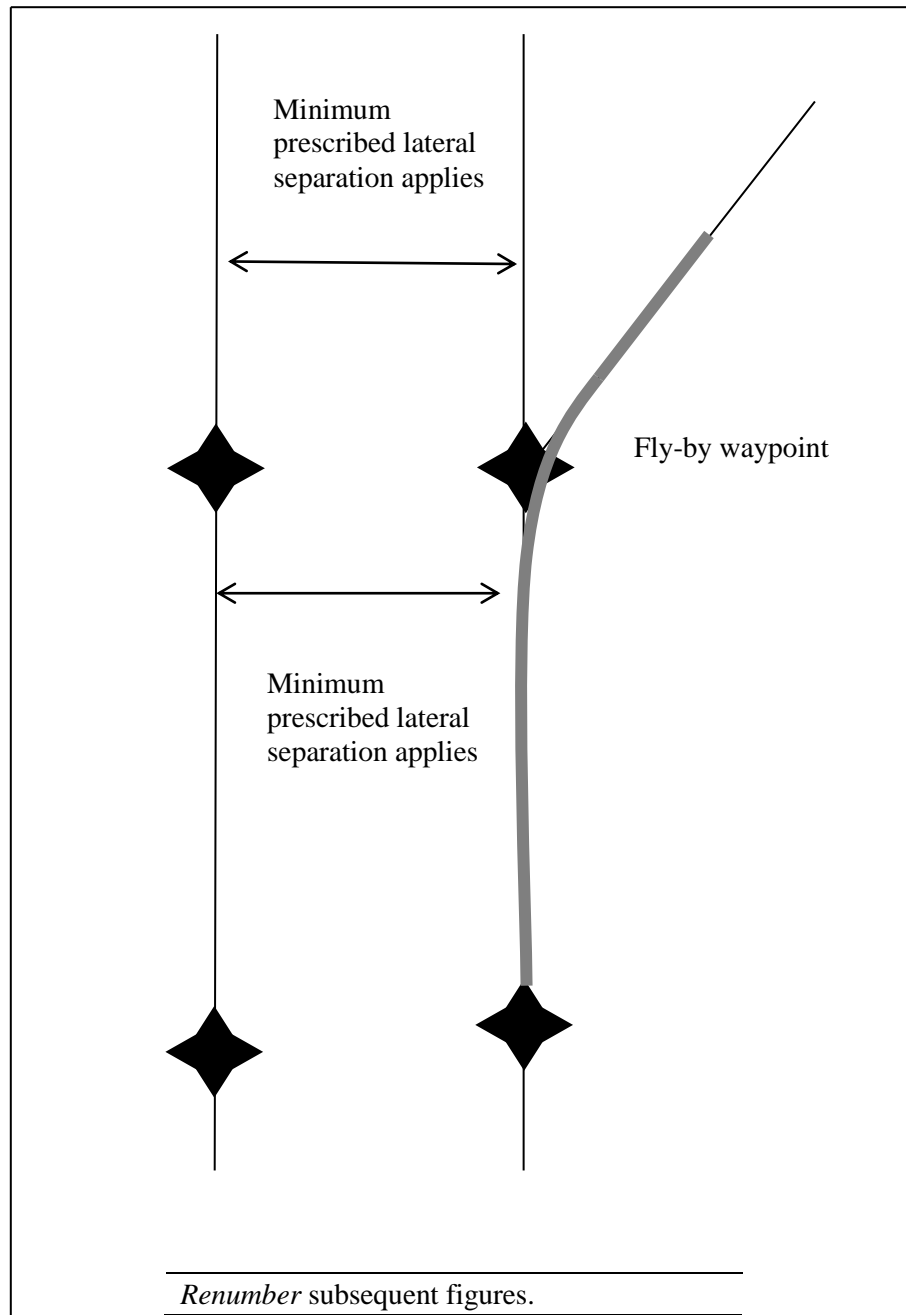 Minimum
prescribed lateral
separation applies
Fly-by waypoint
Minimum
prescribed lateral
separation applies
Renumber subsequent figures.